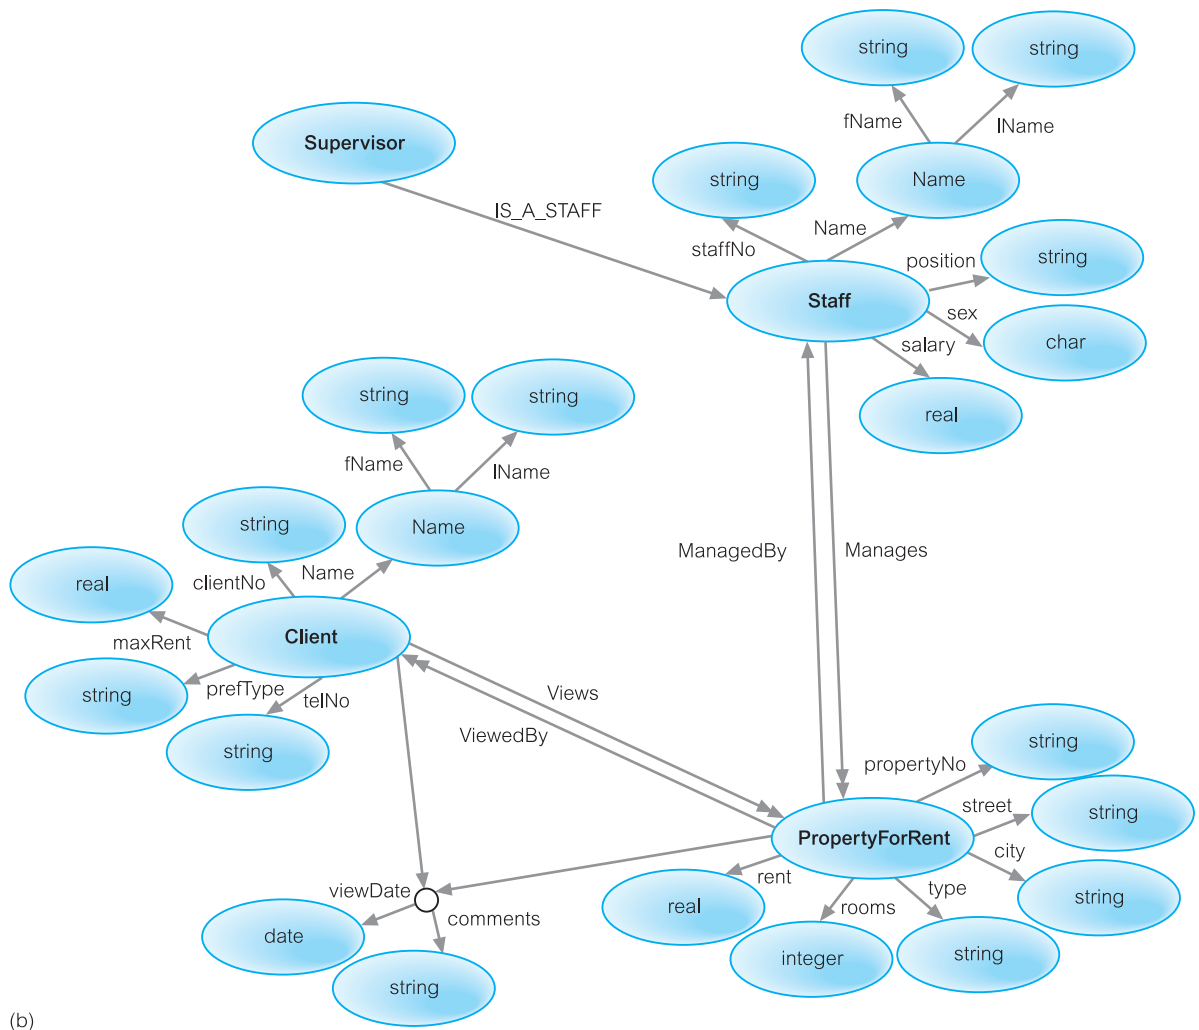 string
string
fName
lName
Supervisor
string
Name
IS_A_STAFF
Name
staffNo
position
string
Staff
sex
salary
char
string
string
real
fName
lName
string
Name
ManagedBy
Manages
real
clientNo
Name
Client
maxRent
string
prefType
telNo
Views
ViewedBy
string
string
propertyNo
street
string
PropertyForRent
city
rent
type
viewDate
string
real
rooms
comments
date
integer
string
string
(b)